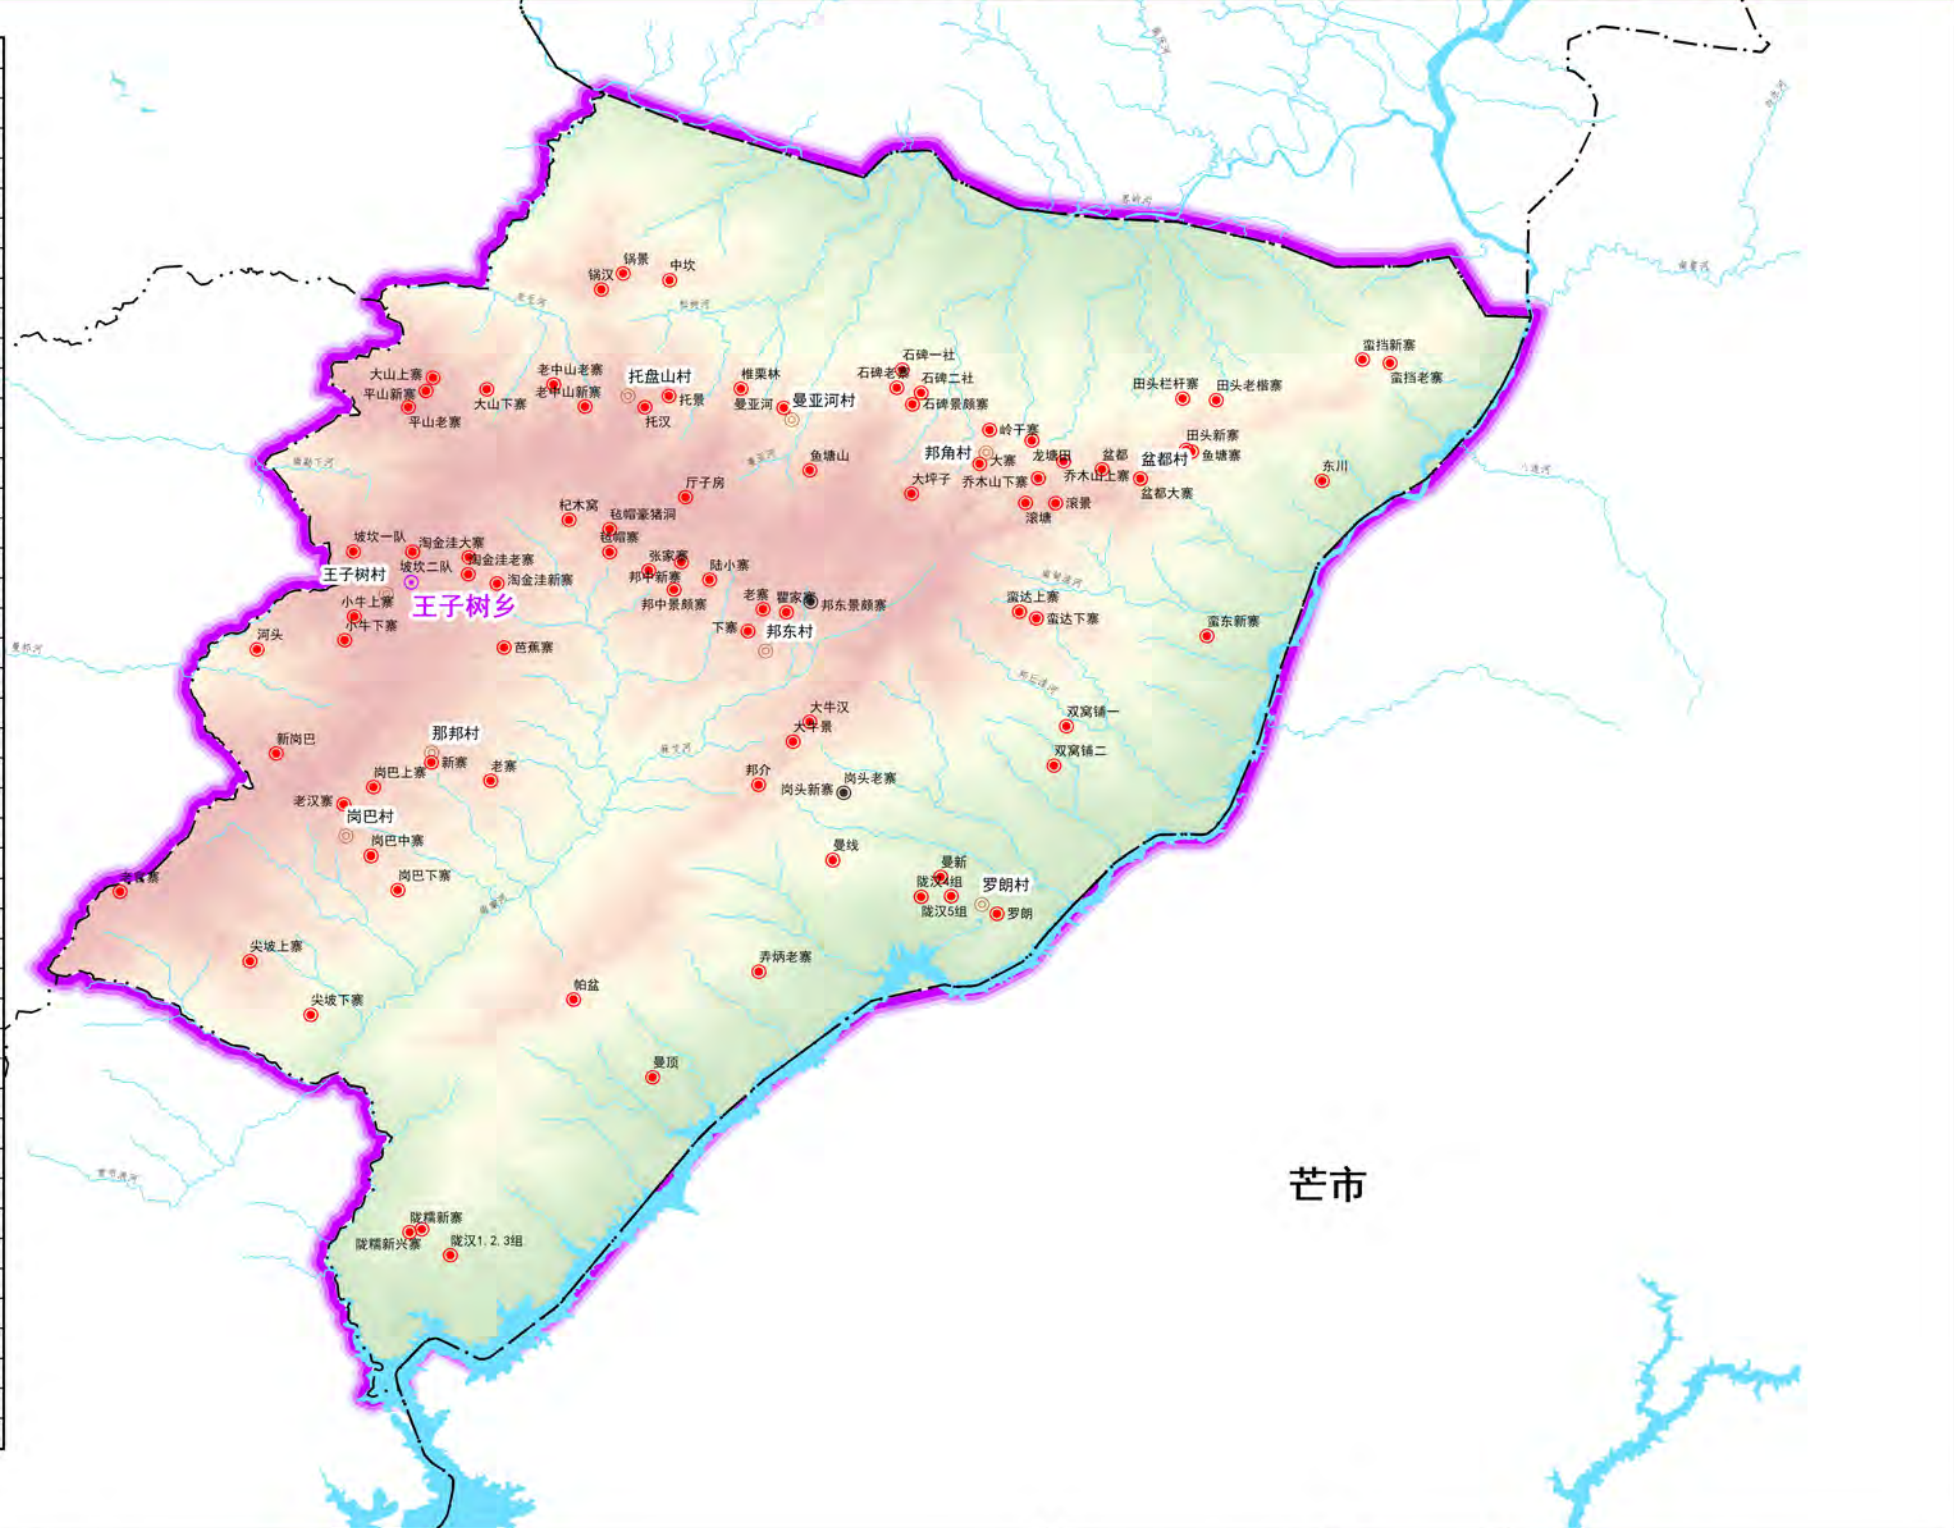 锅景
中坎
锅汉
松坡河
蛮挡新寨
蛮挡老寨
石碑一社
石碑老寨
石碑二社
石碑景颇寨
大山上寨
平山新寨
平山老寨
大山下寨
老中山老寨
老中山新寨
托盘山村
托景
托汉
椎栗林
曼亚河
曼亚河村
田头栏杆寨
田头老楷寨
岭干寨
田头新寨
鱼塘寨
邦角村
大寨
龙塘田
盆都
盆都村
东川
鱼塘山
大坪子
乔木山下寨
乔木山上寨
盆都大寨
厅子房
滚塘
滚景
杞木窝
毡帽豪猪洞
毡帽寨
坡坎一队
淘金洼大寨
淘金洼老寨
坡坎二队
淘金洼新寨
王子树村
王子树乡
张家寨
邦中新寨
陆小寨
邦中景颇寨
老寨
瞿家寨
邦东景颇寨
下寨
邦东村
蛮达上寨
蛮达下寨
蛮东新寨
小牛上寨
小牛下寨
河头
芭蕉寨
大牛汉
大牛景
双窝铺一
双窝铺二
新岗巴
那邦村
新寨
老寨
邦介
岗头新寨
岗头老寨
岗巴上寨
老汉寨
岗巴村
岗巴中寨
岗巴下寨
曼线
曼新
陇汉4组
陇汉5组
罗朗村
罗朗
尖坡上寨
尖坡下寨
弄炳老寨
帕盆
曼顶
芒市
陇糯新寨
陇糯新兴寨
陇汉1.2.3组